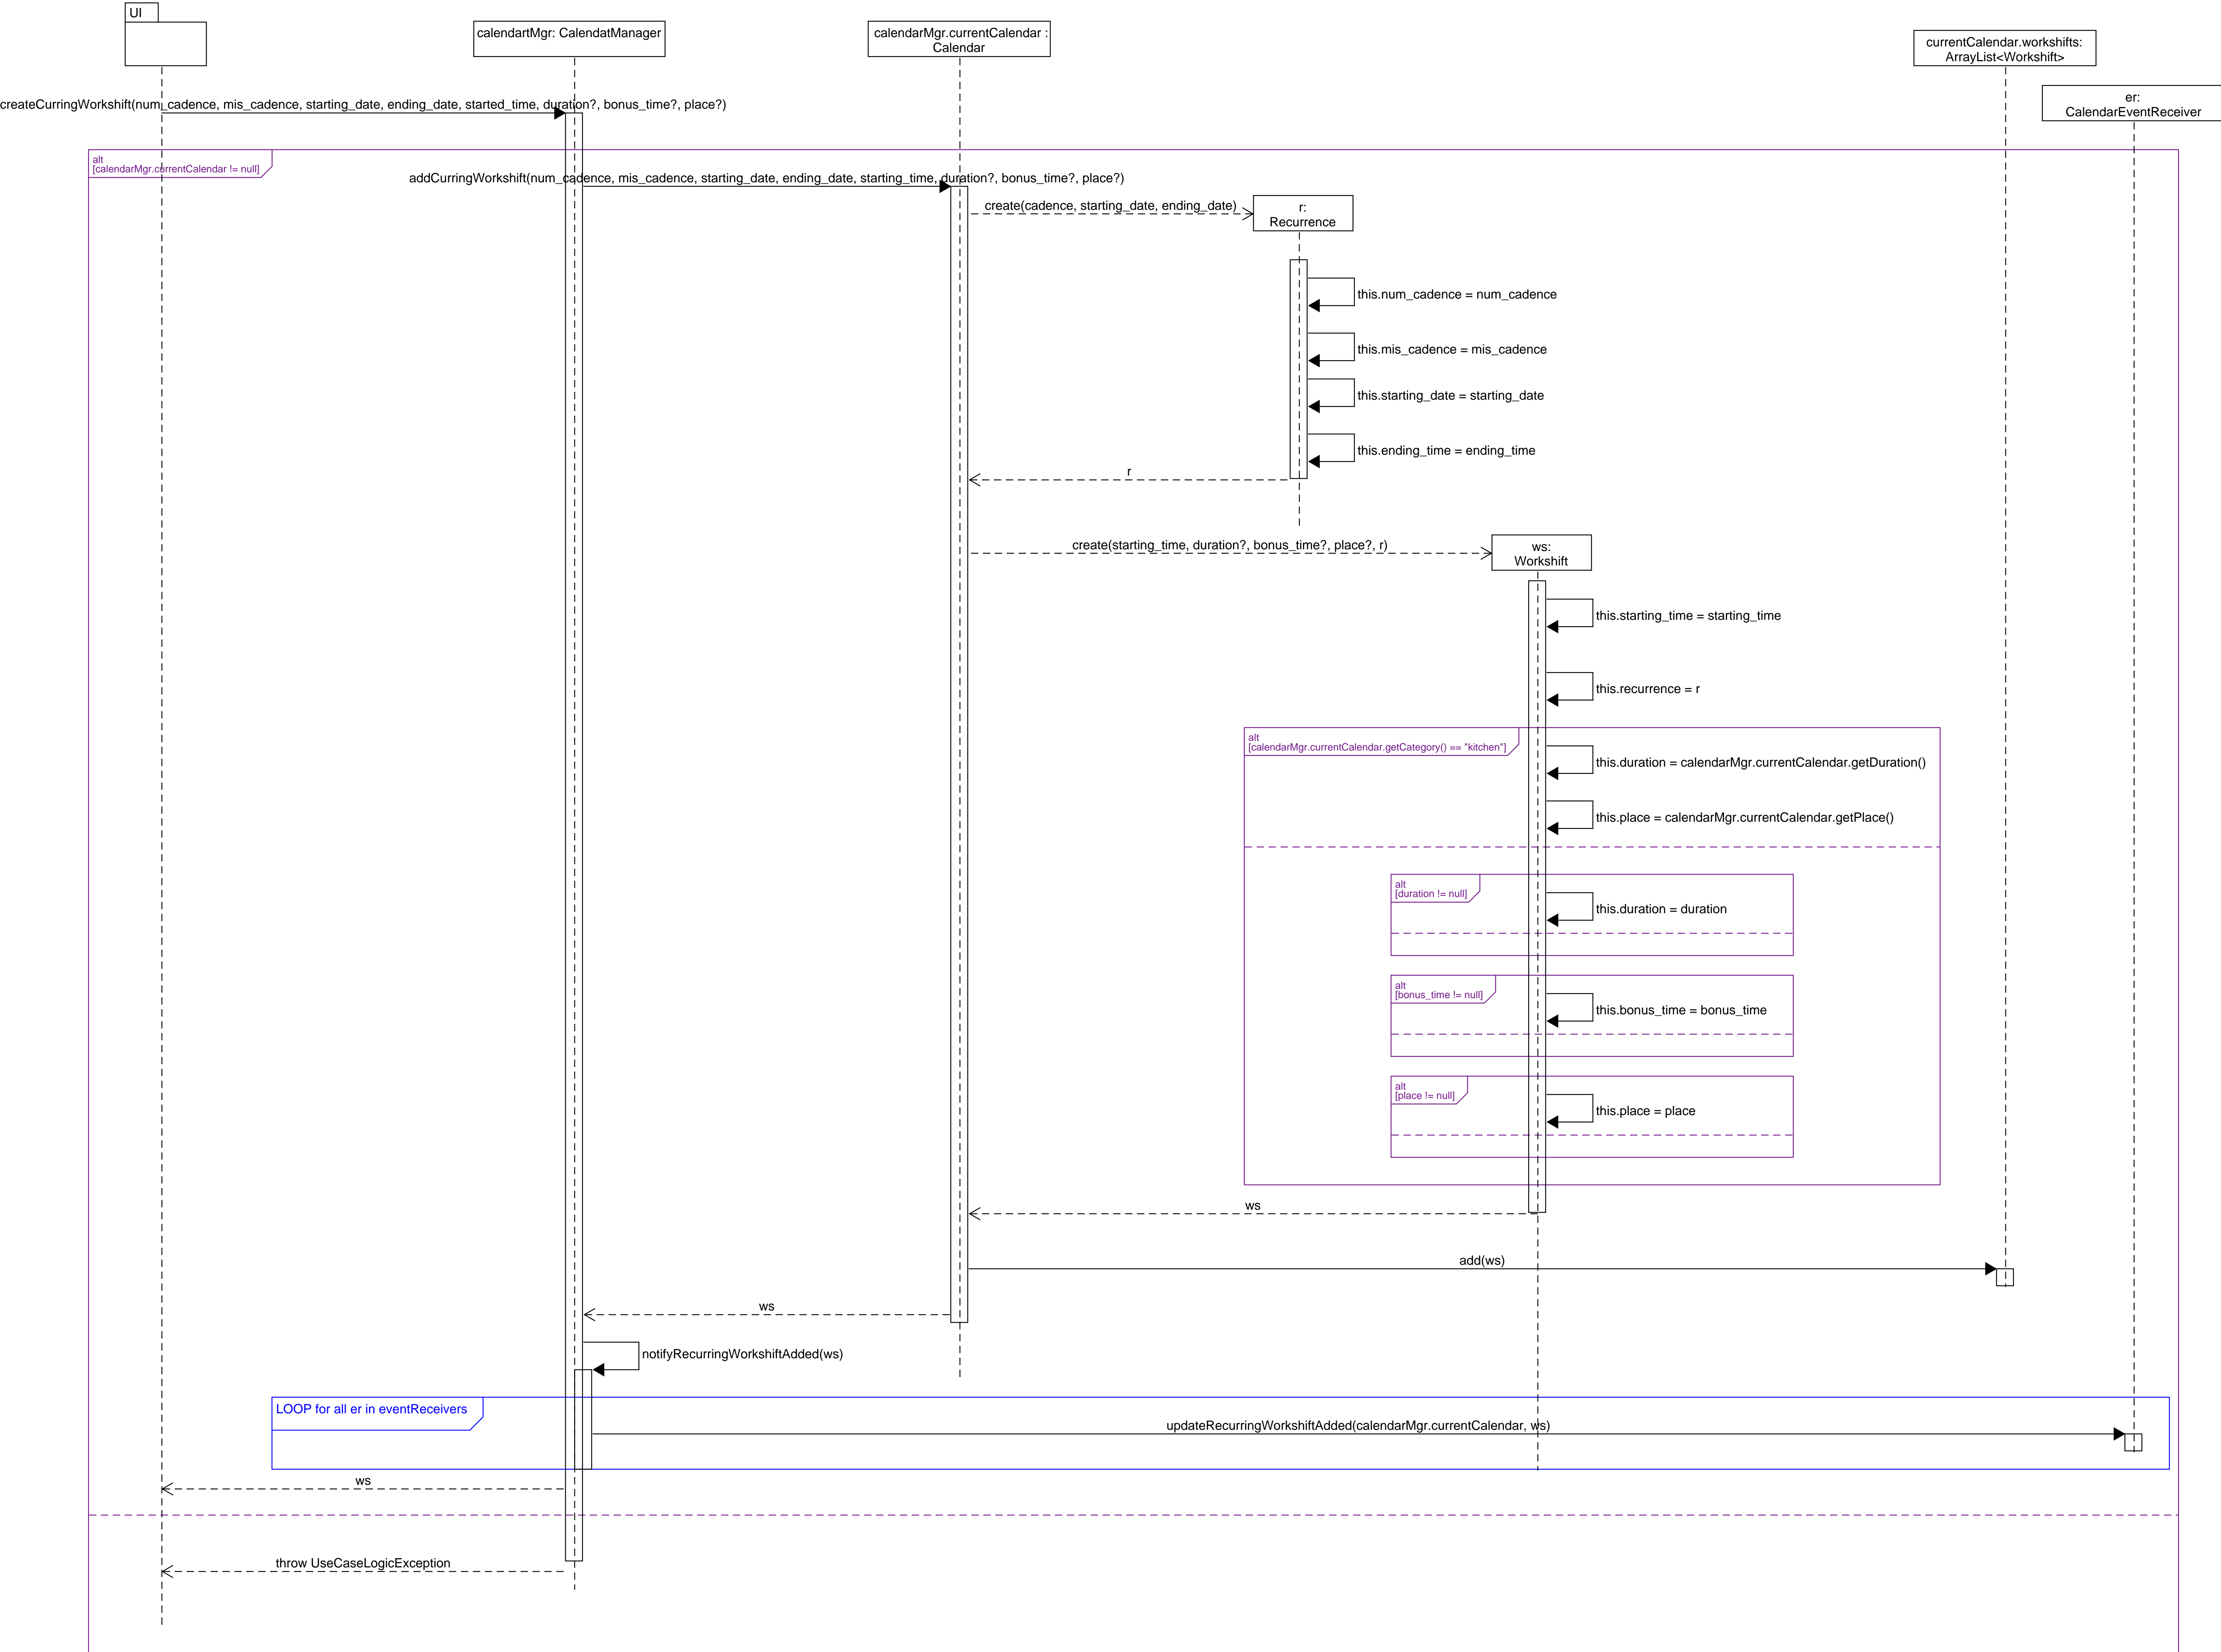 UI
calendartMgr: CalendatManager
calendarMgr.currentCalendar :
Calendar
currentCalendar.workshifts:
ArrayList<Workshift>
er:
CalendarEventReceiver
createCurringWorkshift(num_cadence, mis_cadence, starting_date, ending_date, started_time, duration?, bonus_time?, place?)
alt
[calendarMgr.currentCalendar != null]
addCurringWorkshift(num_cadence, mis_cadence, starting_date, ending_date, starting_time, duration?, bonus_time?, place?)
create(cadence, starting_date, ending_date)
r:
Recurrence
this.num_cadence = num_cadence
this.mis_cadence = mis_cadence
this.starting_date = starting_date
this.ending_time = ending_time
r
create(starting_time, duration?, bonus_time?, place?, r)
ws:
Workshift
this.starting_time = starting_time
this.recurrence = r
alt
[calendarMgr.currentCalendar.getCategory() == "kitchen"]
this.duration = calendarMgr.currentCalendar.getDuration()
this.place = calendarMgr.currentCalendar.getPlace()
alt
[duration != null]
this.duration = duration
alt
[bonus_time != null]
this.bonus_time = bonus_time
alt
[place != null]
this.place = place
ws
add(ws)
ws
notifyRecurringWorkshiftAdded(ws)
LOOP for all er in eventReceivers
updateRecurringWorkshiftAdded(calendarMgr.currentCalendar, ws)
ws
throw UseCaseLogicException